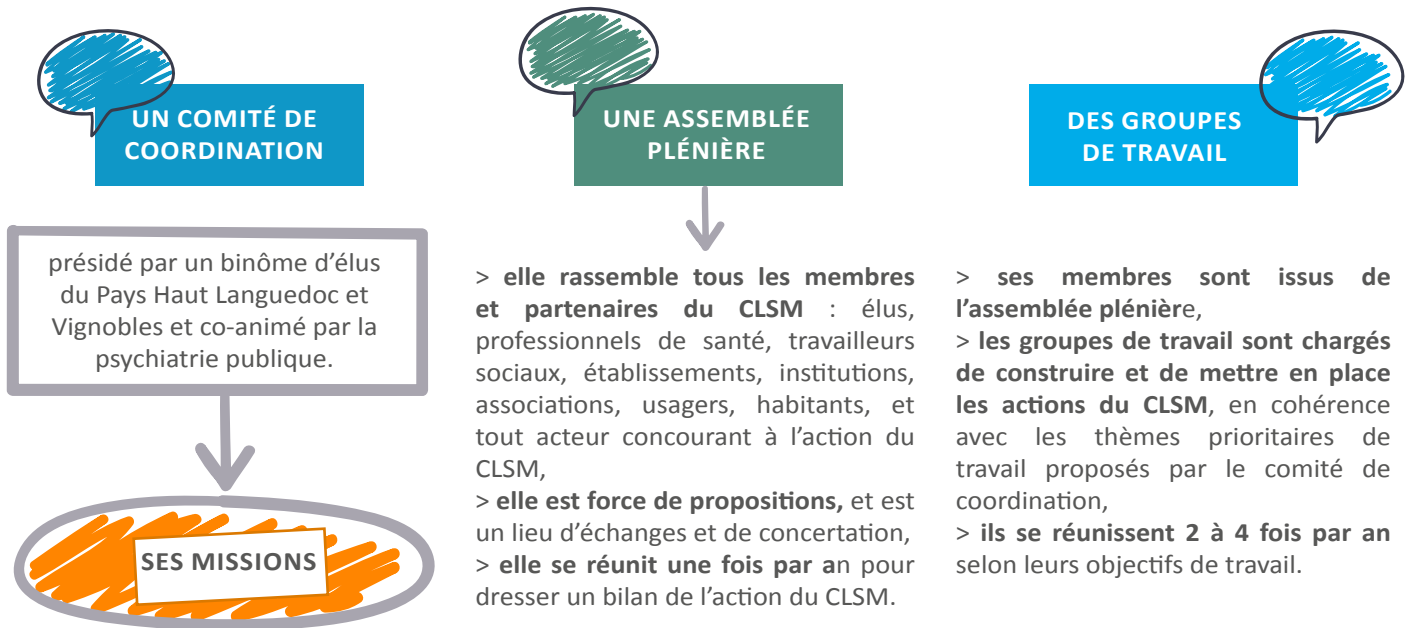 UN COMITÉ DE
COORDINATION
présidé par un binôme d'élus
du Pays Haut Languedoc et
Vignobles et co-animé par la
psychiatrie publique.
SES MISSIONS
UNE ASSEMBLÉE
PLÉNIÈRE
> elle rassemble tous les membres
et partenaires du CLSM : élus,
professionnels de santé, travailleurs
sociaux, établissements, institutions,
associations, usagers, habitants, et
tout acteur concourant à l'action du
CLSM,
> elle est force de propositions, et est
un lieu d'échanges et de concertation,
> elle se réunit une fois par an pour
dresser un bilan de l'action du CLSM.
DES GROUPES
DE TRAVAIL
> ses membres sont issus de
l'assemblée plénière,
> les groupes de travail sont chargés
de construire et de mettre en place
les actions du CLSM, en cohérence
avec les thèmes prioritaires de
travail proposés par le comité de
coordination,
> ils se réunissent 2 à 4 fois par an
selon leurs objectifs de travail.